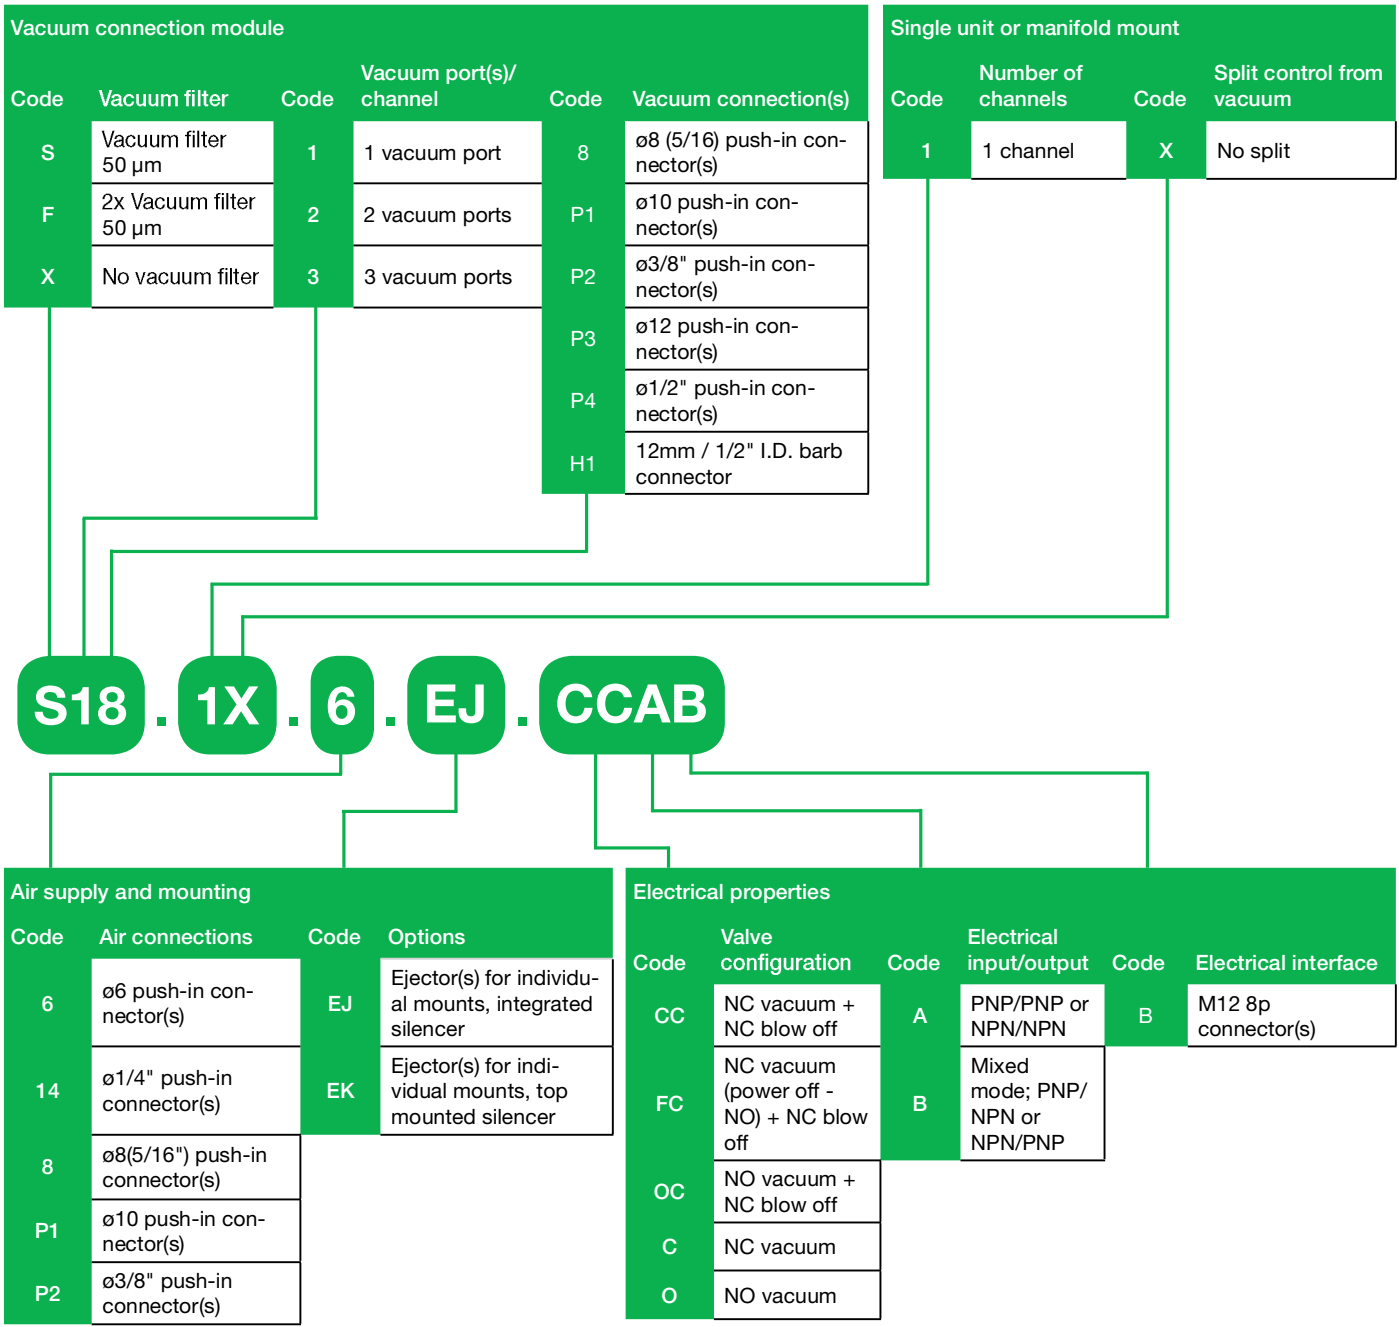 Vacuum connection module
Code
Vacuum filter
Code
Vacuum port(s)/
channel
Code
Vacuum connection(s)
S
Vacuum filter
50 µm
1
1 vacuum port
8
ø8 (5/16) push-in con-
nector(s)
F
2x Vacuum filter
50 µm
2
2 vacuum ports
P1
ø10 push-in con-
nector(s)
X
No vacuum filter
3
3 vacuum ports
P2
ø3/8" push-in con-
nector(s)
P3
ø12 push-in con-
nector(s)
P4
ø1/2" push-in con-
nector(s)
H1
12mm / 1/2" I.D. barb
connector
Single unit or manifold mount
Code
Number of
channels
Code
Split control from
vacuum
1
1 channel
X
No split
S18.1X.6.EJ.CCAB
Air supply and mounting
Code
Air connections
Code
Options
6
ø6 push-in con-
nector(s)
EJ
Ejector(s) for individu-
al mounts, integrated
silencer
14
ø1/4" push-in
connector(s)
EK
Ejector(s) for indi-
vidual mounts, top
mounted silencer
8
ø8(5/16") push-in
connector(s)
P1
ø10 push-in con-
nector(s)
P2
ø3/8" push-in
connector(s)
Electrical properties
Code
Valve
configuration
Code
Electrical
input/output
Code
Electrical interface
CC
NC vacuum +
NC blow off
A
PNP/PNP or
NPN/NPN
B
M12 8p
connector(s)
FC
NC vacuum
(power off -
NO) + NC blow
off
B
Mixed
mode; PNP/
NPN or
NPN/PNP
OC
NO vacuum +
NC blow off
C
NC vacuum
O
NO vacuum